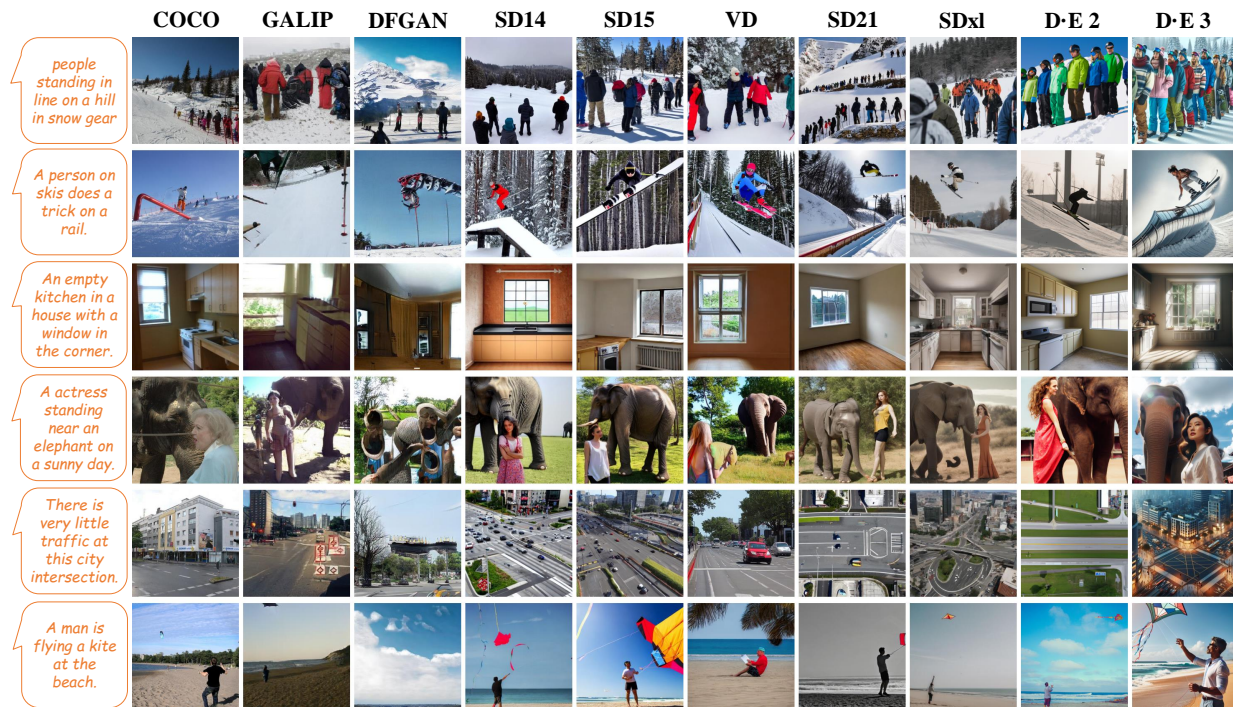 COCO GALIP DFGAN SD14 SD15 VD SD21 SDxl D·E 2 D·E 3
people
standing in
line on a hill
in snow gear
A person on
skis does a
trick on a
rail.
An empty
kitchen in a
house with a
window in
the corner.
A actress
standing
near an
elephant on
a sunny day.
There is
very little
traffic at
this city
intersection.
A man is
flying a kite
at the
beach.